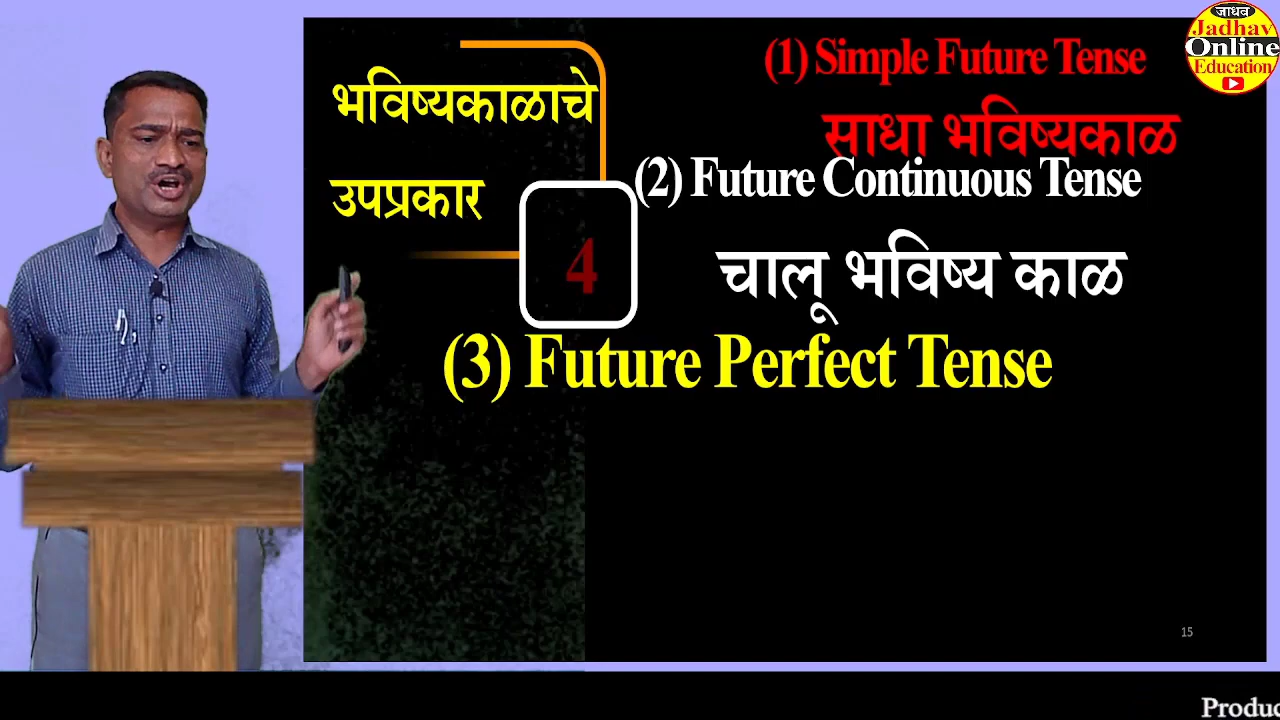 जाधव
Jadhav
Online
Education
(1) Simple Future Tense
भविष्यकाळाचे
साधा भविष्यकाळ
(2) Future Continuous Tense
उपप्रकार
4
चालू भविष्य काळ
(3) Future Perfect Tense
15
Produc